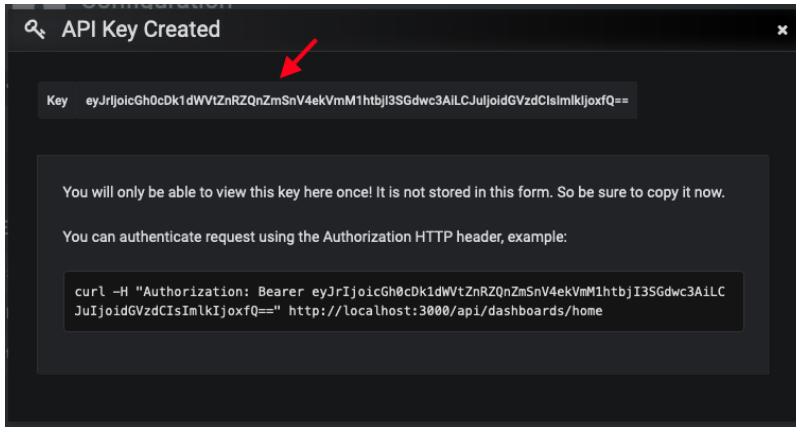 API Key Created
Key eyJrIjoicGh0cDk1dWVtZnRZQnZmSnV4ekVmM1htbjI3SGdwc3AiLCJuIjoidGVzdCIsImlkIjoxfQ==
You will only be able to view this key here once! It is not stored in this form. So be sure to copy it now.
You can authenticate request using the Authorization HTTP header, example:
curl -H "Authorization: Bearer eyJrIjoicGh0cDk1dWVtZnRZQnZmSnV4ekVmM1htbjI3SGdwc3AiLC
JuIjoidGVzdCIsImlkIjoxfQ==" http://localhost:3000/api/dashboards/home